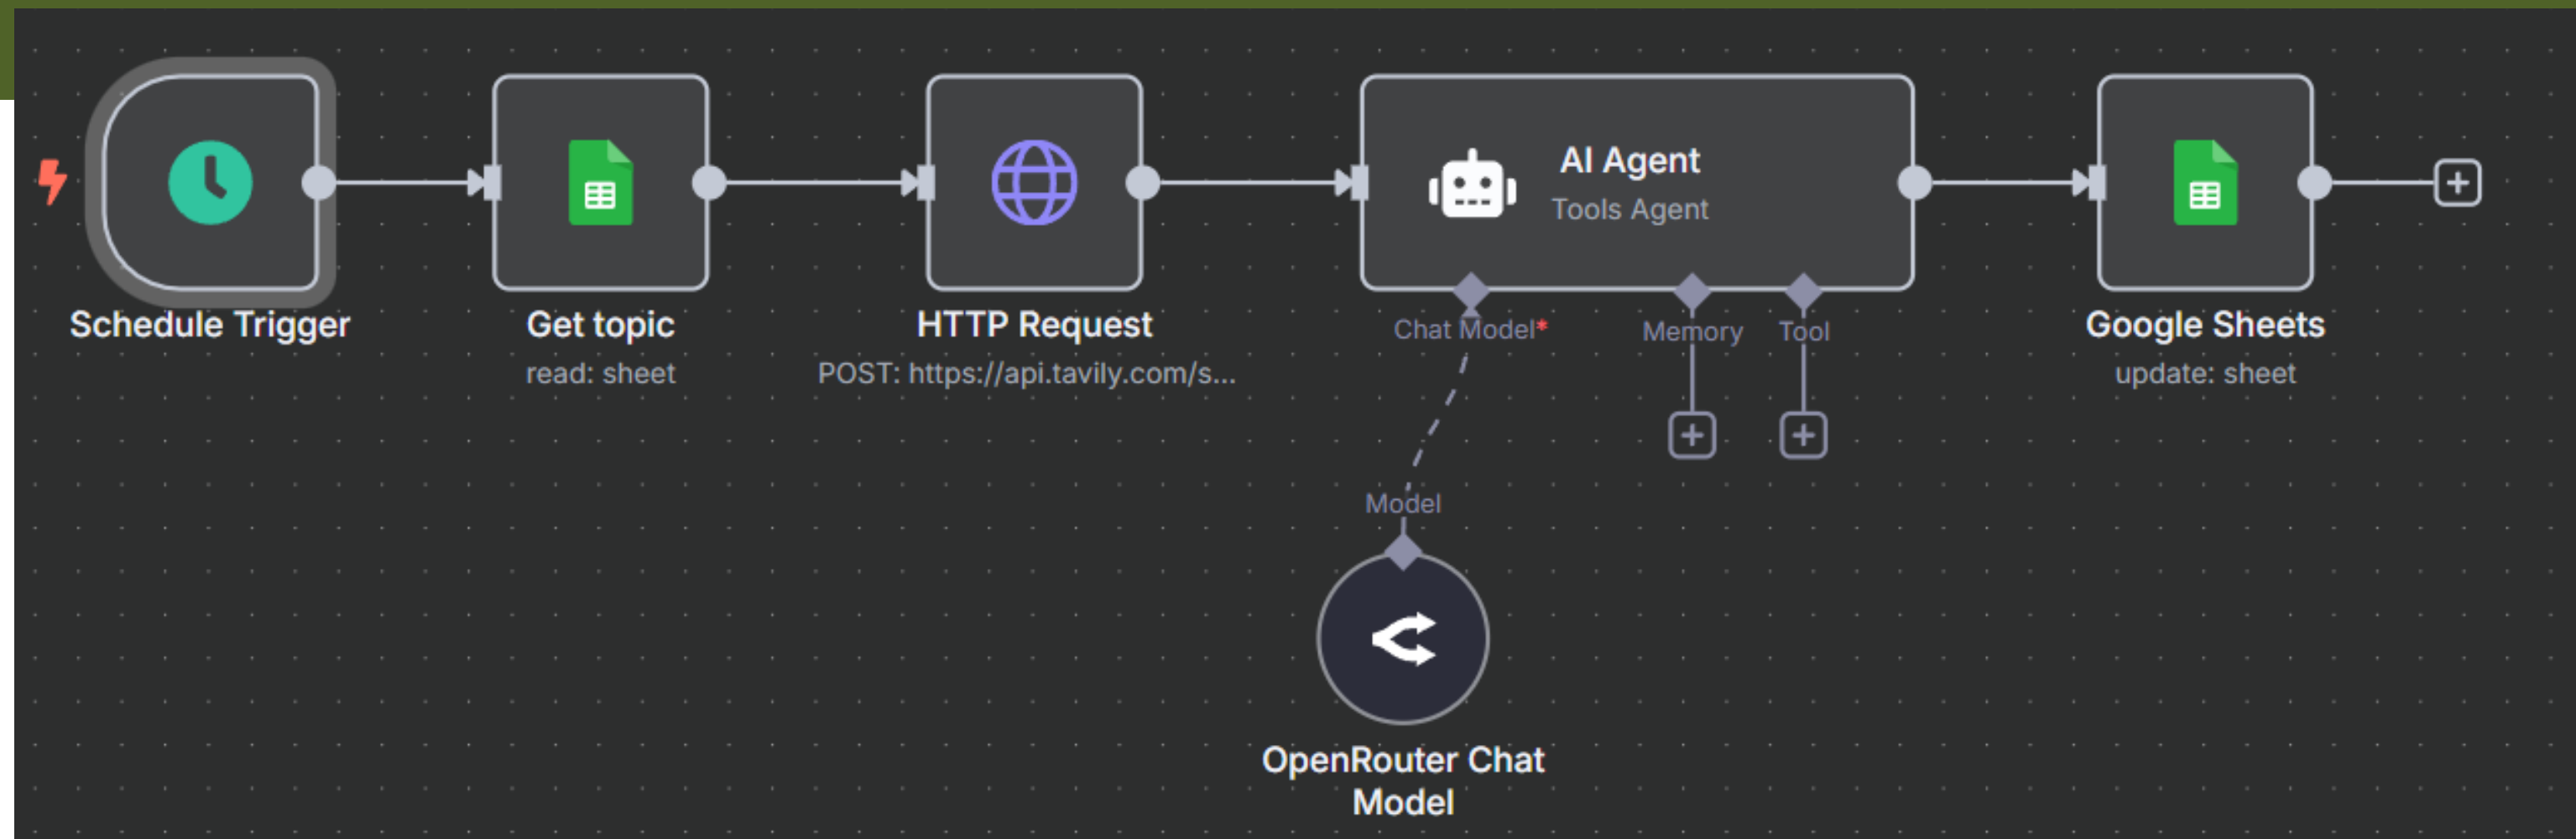 Schedule Trigger
Get topic
read: sheet
HTTP Request
POST: https://api.tavily.com/s...
AI Agent
Tools Agent
Chat Model*
Memory
Tool
Model
OpenRouter Chat
Model
Google Sheets
update: sheet